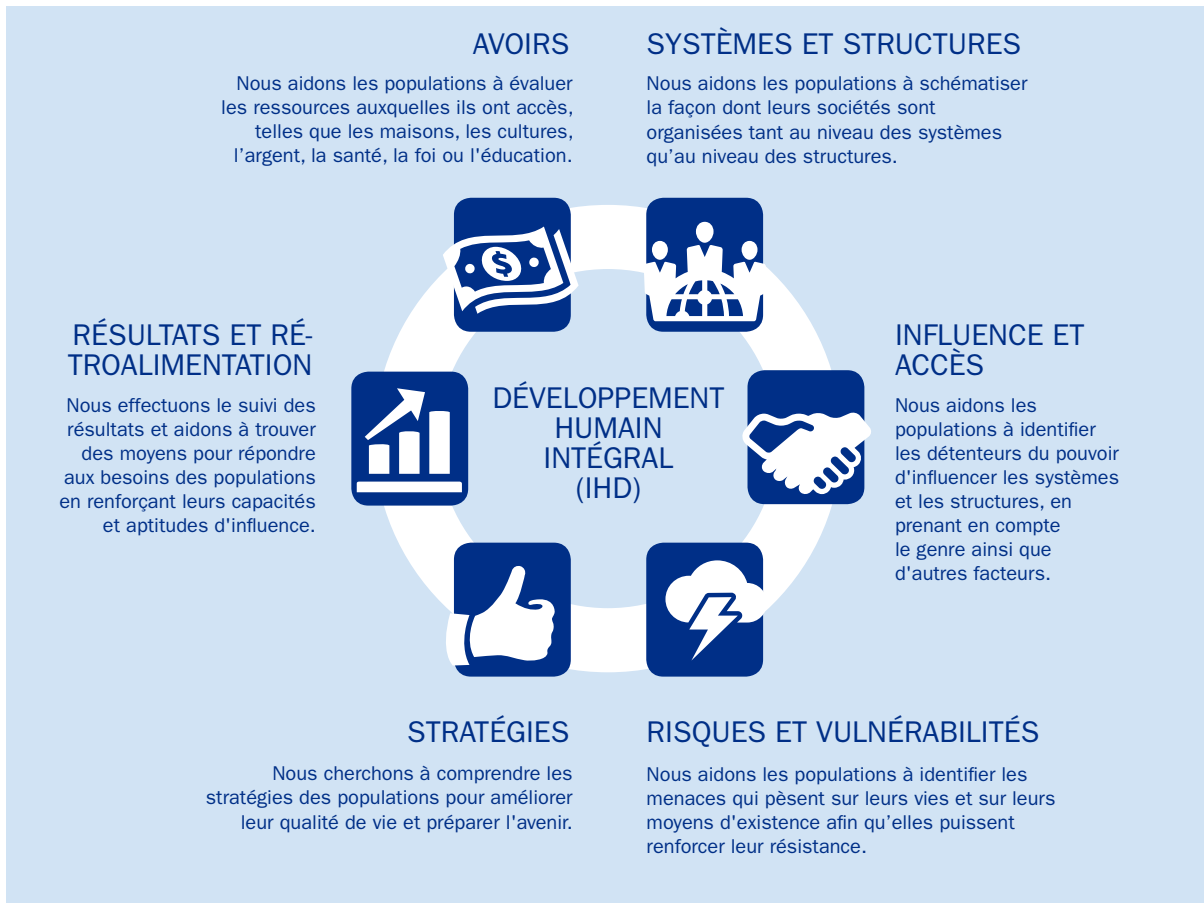 AVOIRS
Nous aidons les populations à évaluer
les ressources auxquelles ils ont accès,
telles que les maisons, les cultures,
l’argent, la santé, la foi ou l'éducation.
SYSTÈMES ET STRUCTURES
Nous aidons les populations à schématiser
la façon dont leurs sociétés sont
organisées tant au niveau des systèmes
qu’au niveau des structures.
$
RÉSULTATS ET RÉ-
TROALIMENTATION
Nous effectuons le suivi des
résultats et aidons à trouver
des moyens pour répondre
aux besoins des populations
en renforçant leurs capacités
et aptitudes d'influence.
DÉVELOPPEMENT
HUMAIN
INTÉGRAL
(IHD)
INFLUENCE ET
ACCÈS
Nous aidons les
populations à identifier
les détenteurs du pouvoir
d'influencer les systèmes
et les structures, en
prenant en compte
le genre ainsi que
d'autres facteurs.
STRATÉGIES
Nous cherchons à comprendre les
stratégies des populations pour améliorer
leur qualité de vie et préparer l'avenir.
RISQUES ET VULNÉRABILITÉS
Nous aidons les populations à identifier les
menaces qui pèsent sur leurs vies et sur leurs
moyens d'existence afin qu’elles puissent
renforcer leur résistance.